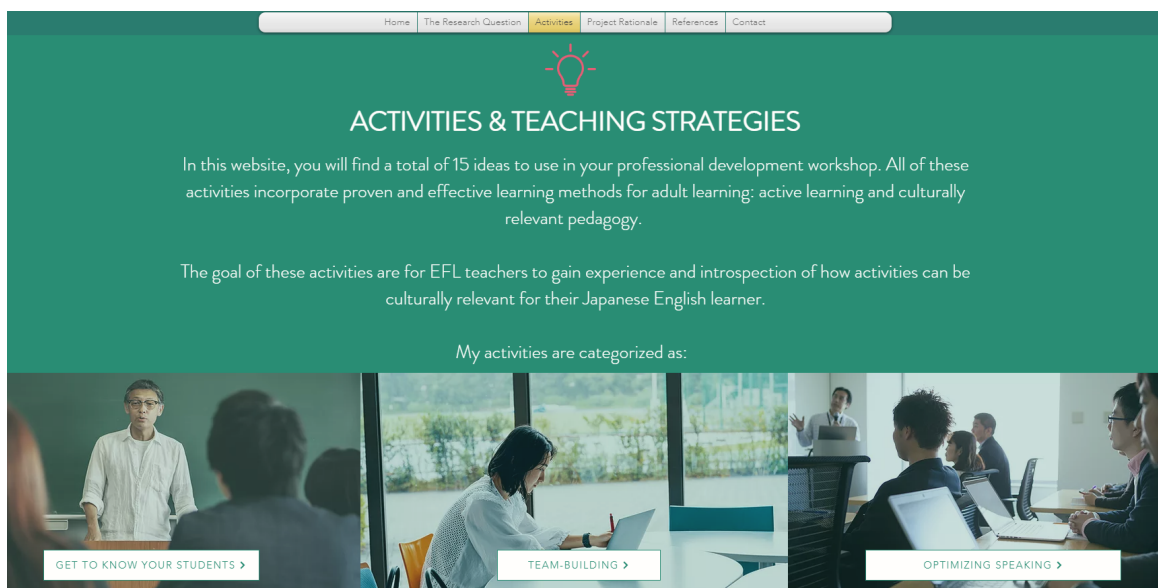 Home The Research Question Activities Project Rationale References Contact
ACTIVITIES & TEACHING STRATEGIES
In this website, you will find a total of 15 ideas to use in your professional development workshop. All of these
activities incorporate proven and effective learning methods for adult learning: active learning and culturally
relevant pedagogy.
The goal of these activities are for EFL teachers to gain experience and introspection of how activities can be
culturally relevant for their Japanese English learner.
My activities are categorized as:
GET TO KNOW YOUR STUDENTS >
TEAM-BUILDING >
OPTIMIZING SPEAKING >